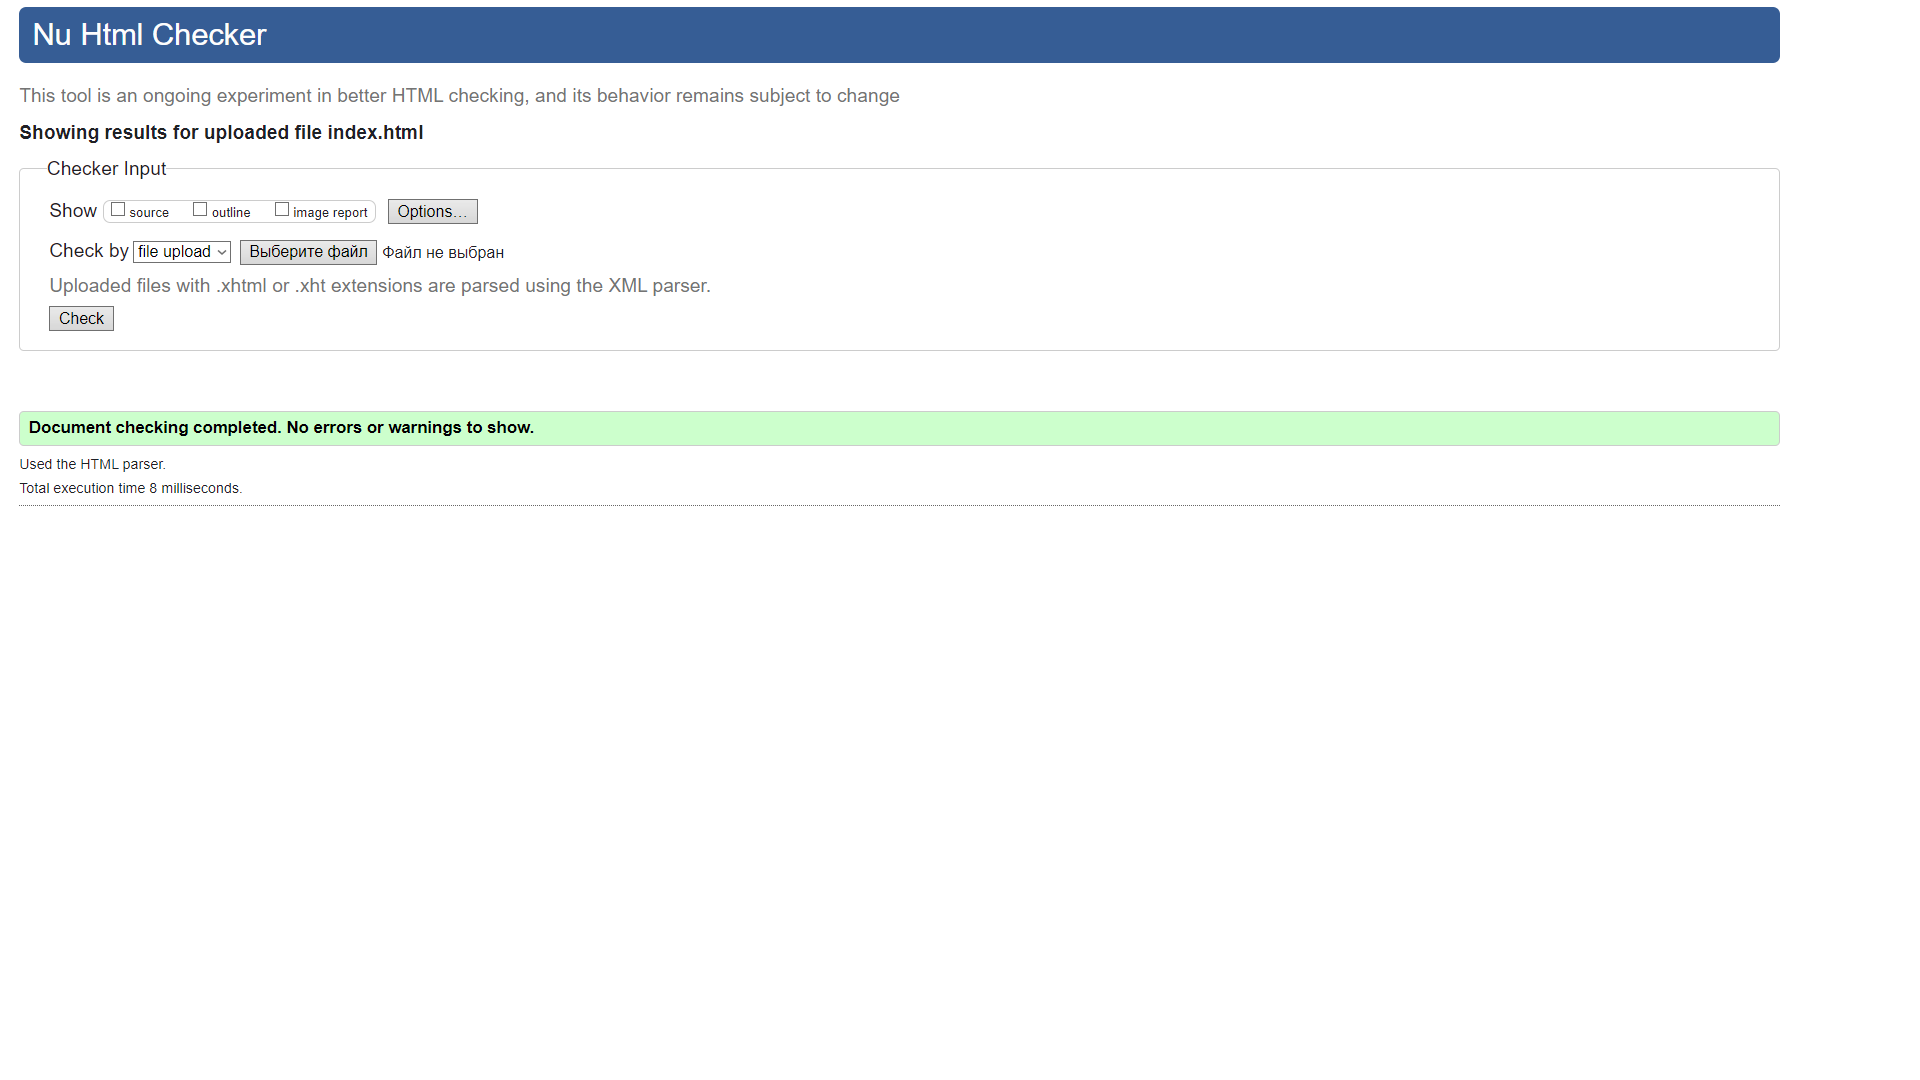 Nu Html Checker
This tool is an ongoing experiment in better HTML checking, and its behavior remains subject to change
Showing results for uploaded file index.html
Checker Input
Show source outline image report Options…
Check by file upload Выберите файл Файл не выбран
Uploaded files with .xhtml or .xht extensions are parsed using the XML parser.
Check
Document checking completed. No errors or warnings to show.
Used the HTML parser.
Total execution time 8 milliseconds.